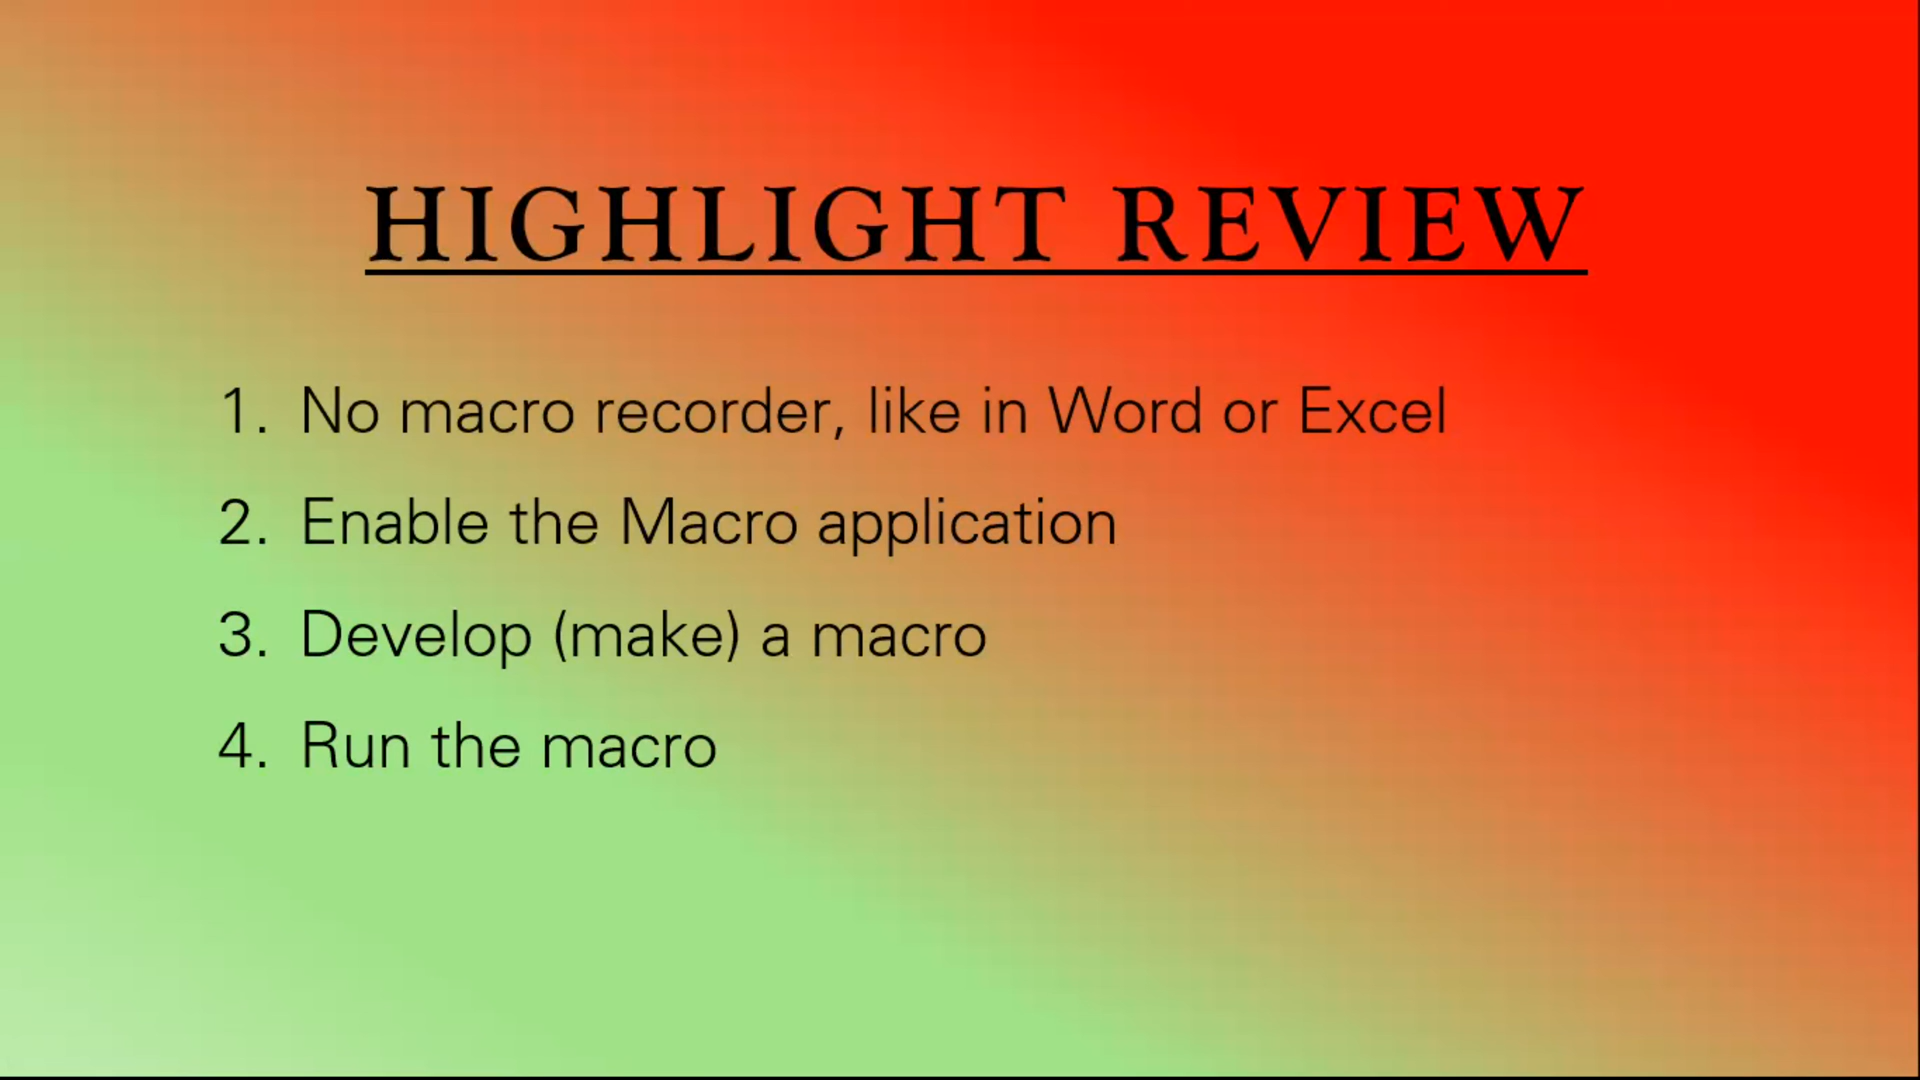 HIGHLIGHT REVIEW
1. No macro recorder, like in Word or Excel
2. Enable the Macro application
3. Develop (make) a macro
4. Run the macro